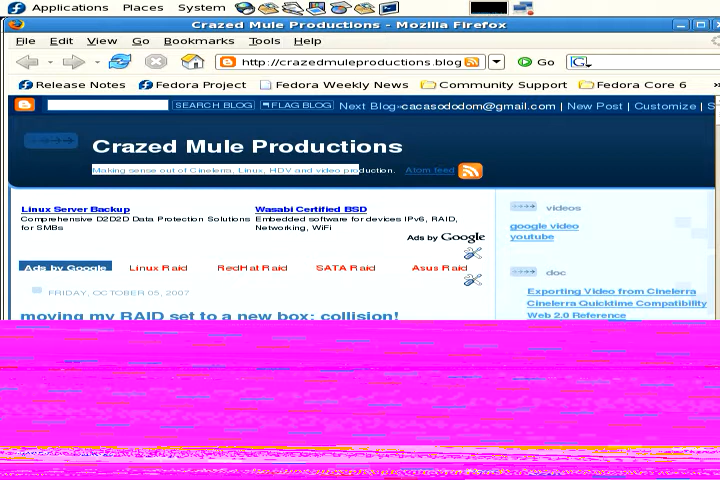 Applications Places System
Crazed Mule Productions - Mozilla Firefox
File Edit View Go Bookmarks Tools Help
http://crazedmuleproductions.blog Go G
Release Notes Fedora Project Fedora Weekly News Community Support Fedora Core 6 »
SEARCH BLOG FLAG BLOG Next Blog» cacasododom@gmail.com | New Post | Customize | S
Crazed Mule Productions
Making sense out of Cinelerra, Linux, HDV and video production. Atom feed
Linux Server Backup
Comprehensive D2D2D Data Protection Solutions
for SMBs
Wasabi Certified BSD
Embedded software for devices IPv6, RAID,
Networking, WiFi
Ads by Google
Ads by Google Linux Raid RedHat Raid SATA Raid Asus Raid
FRIDAY, OCTOBER 05, 2007
moving my RAID set to a new box: collision!
videos
google video
youtube
doc
Exporting Video from Cinelerra
Cinelerra Quicktime Compatibility
Web 2.0 Reference